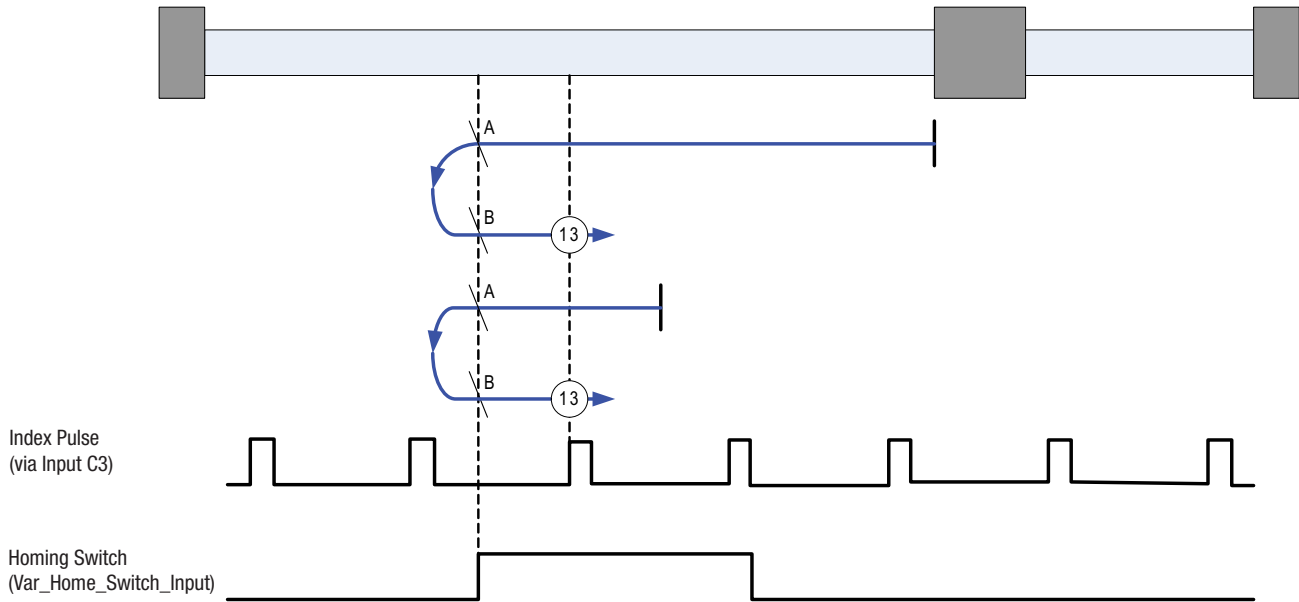 A
B
13
A
B
13
Index Pulse
(via Input C3)
Homing Switch
(Var_Home_Switch_Input)